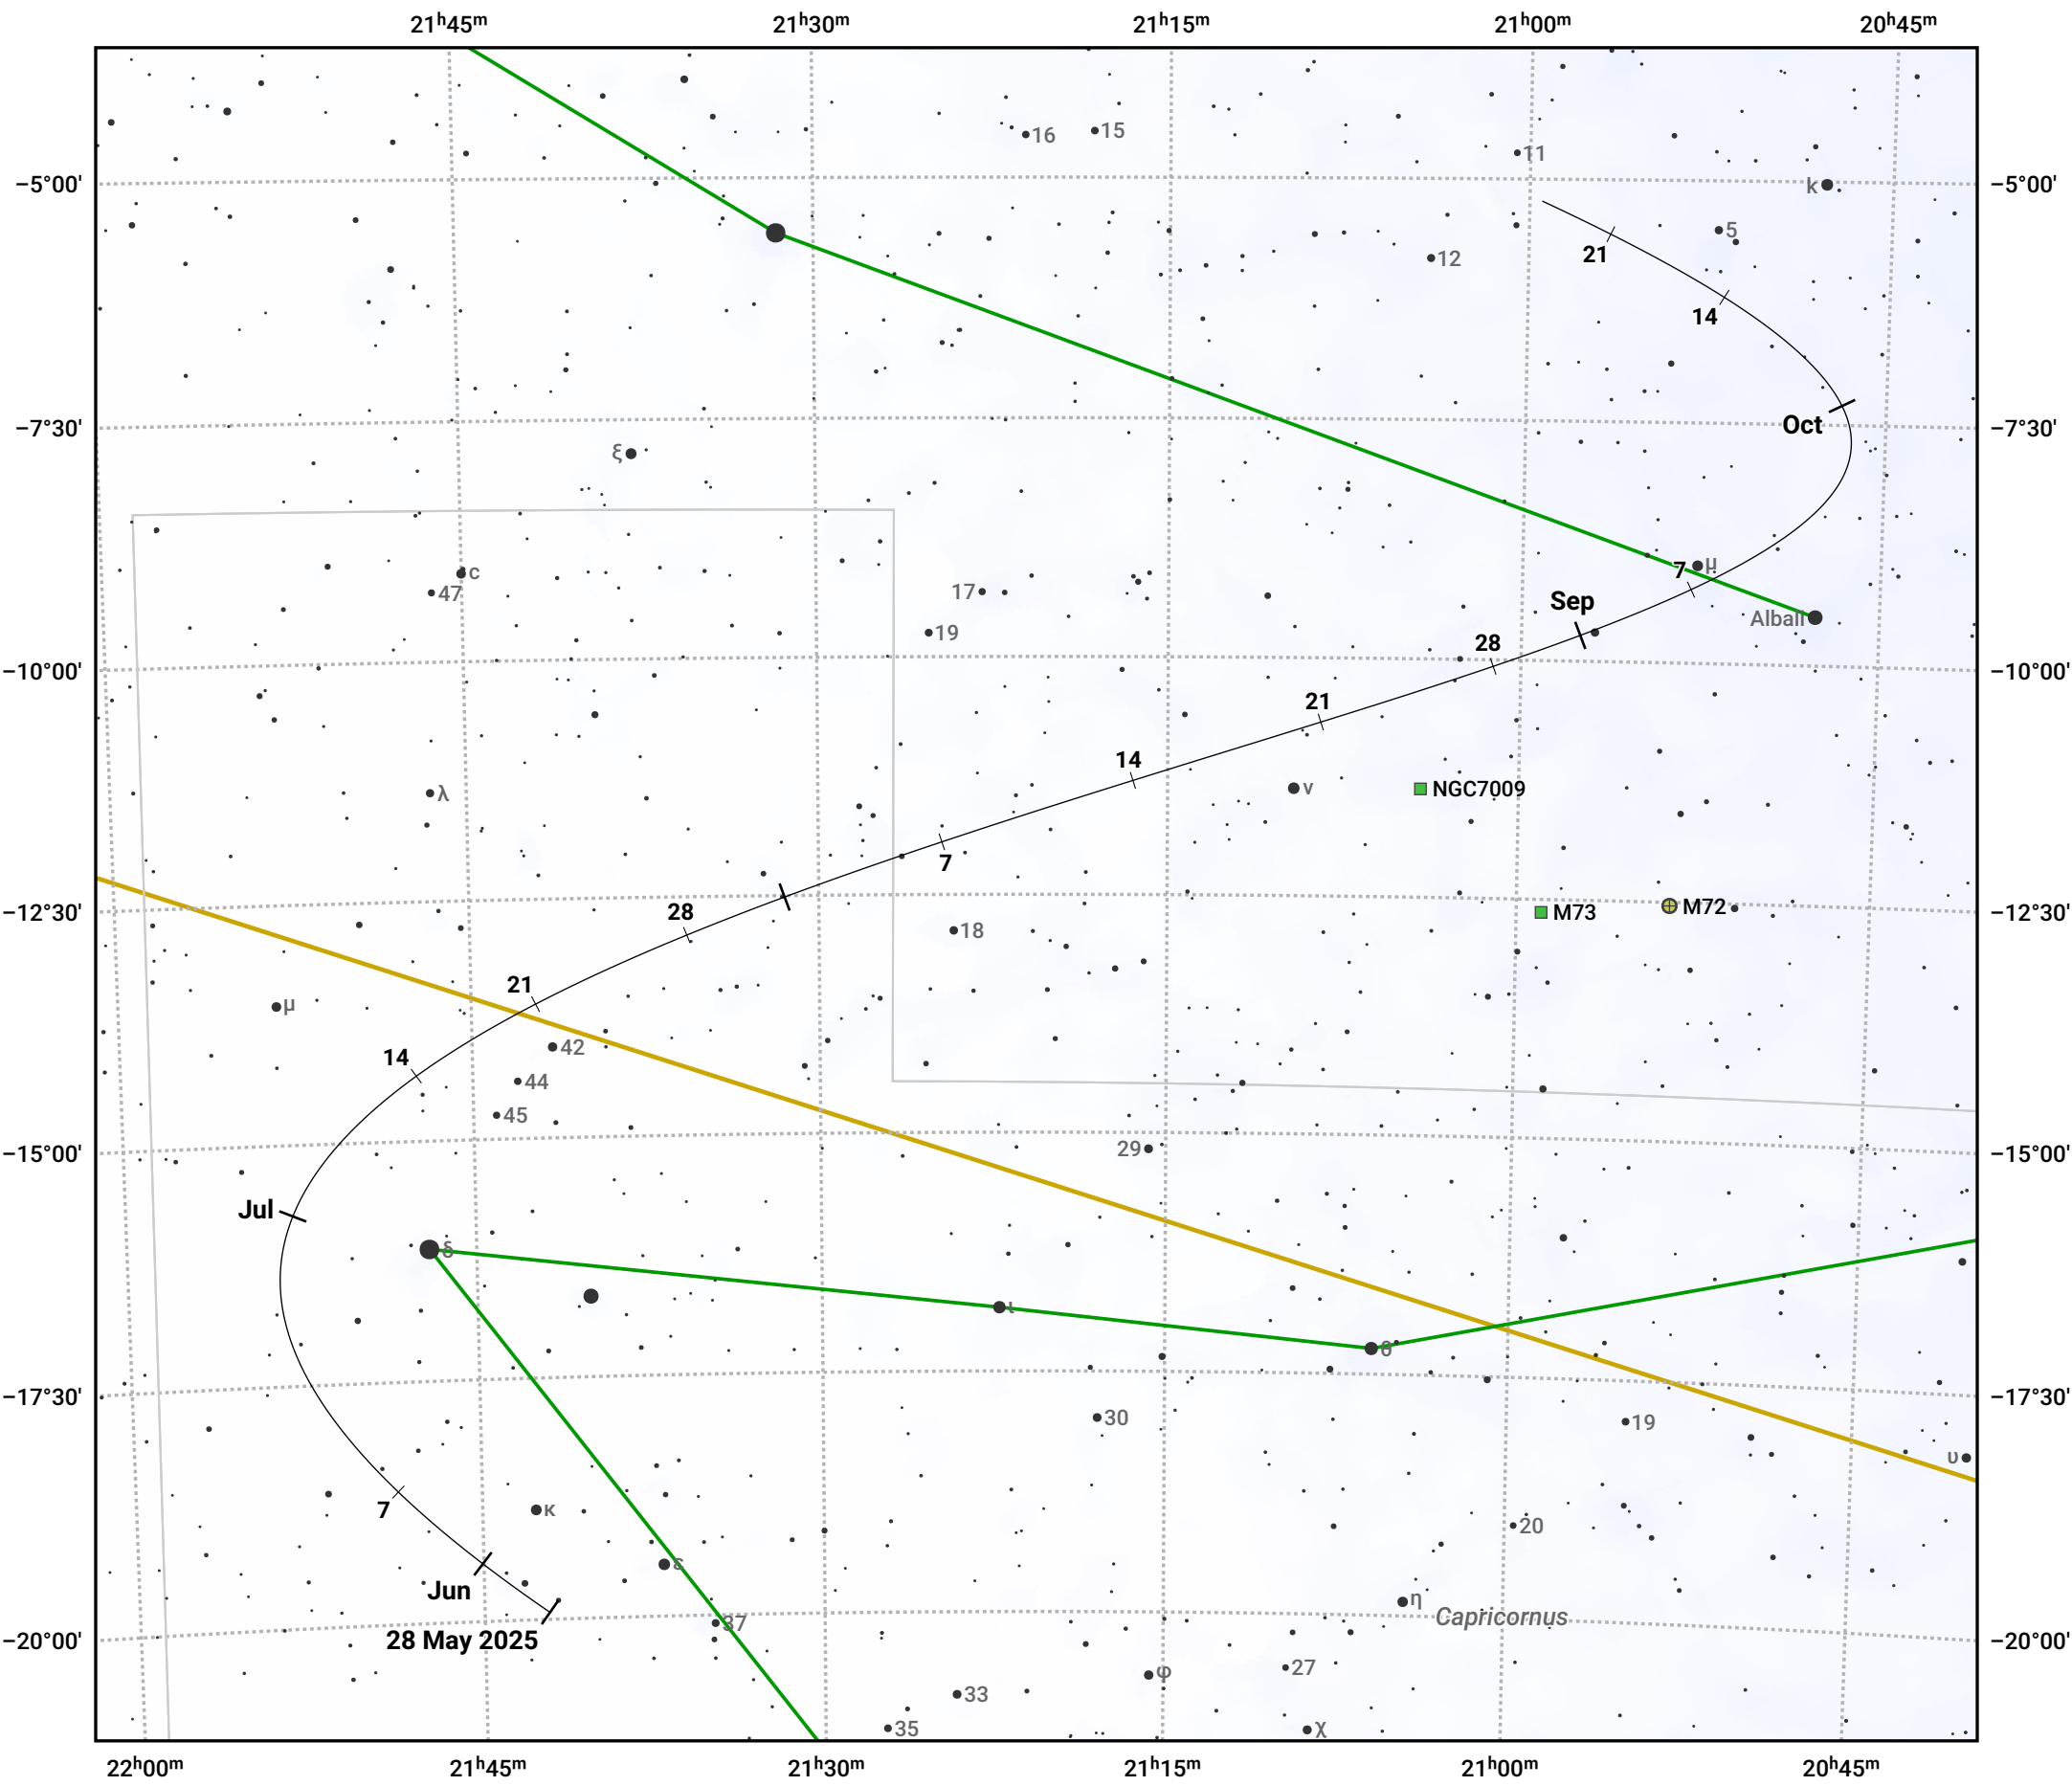 21ʰ45ᵐ 21ʰ30ᵐ 21ʰ15ᵐ 21ʰ00ᵐ 20ʰ45ᵐ
16 15
11
−5°00' k −5°00'
5
21
12
14
Oct
−7°30' −7°30'
ξ
c
7 μ
47 17
Sep
19 Albali
28
−10°00' −10°00'
21
14
ν NGC7009
λ
7
28
−12°30' M73 M72 −12°30'
18
21
μ
42
14
44
45
29
−15°00' −15°00'
Jul
δ
ι
θ
−17°30' −17°30'
30 19
υ
7 κ
20
ε
Jun
η
37 Capricornus
28 May 2025
−20°00' −20°00'
27
φ
33
35 χ
22ʰ00ᵐ 21ʰ45ᵐ 21ʰ30ᵐ 21ʰ15ᵐ 21ʰ00ᵐ 20ʰ45ᵐ